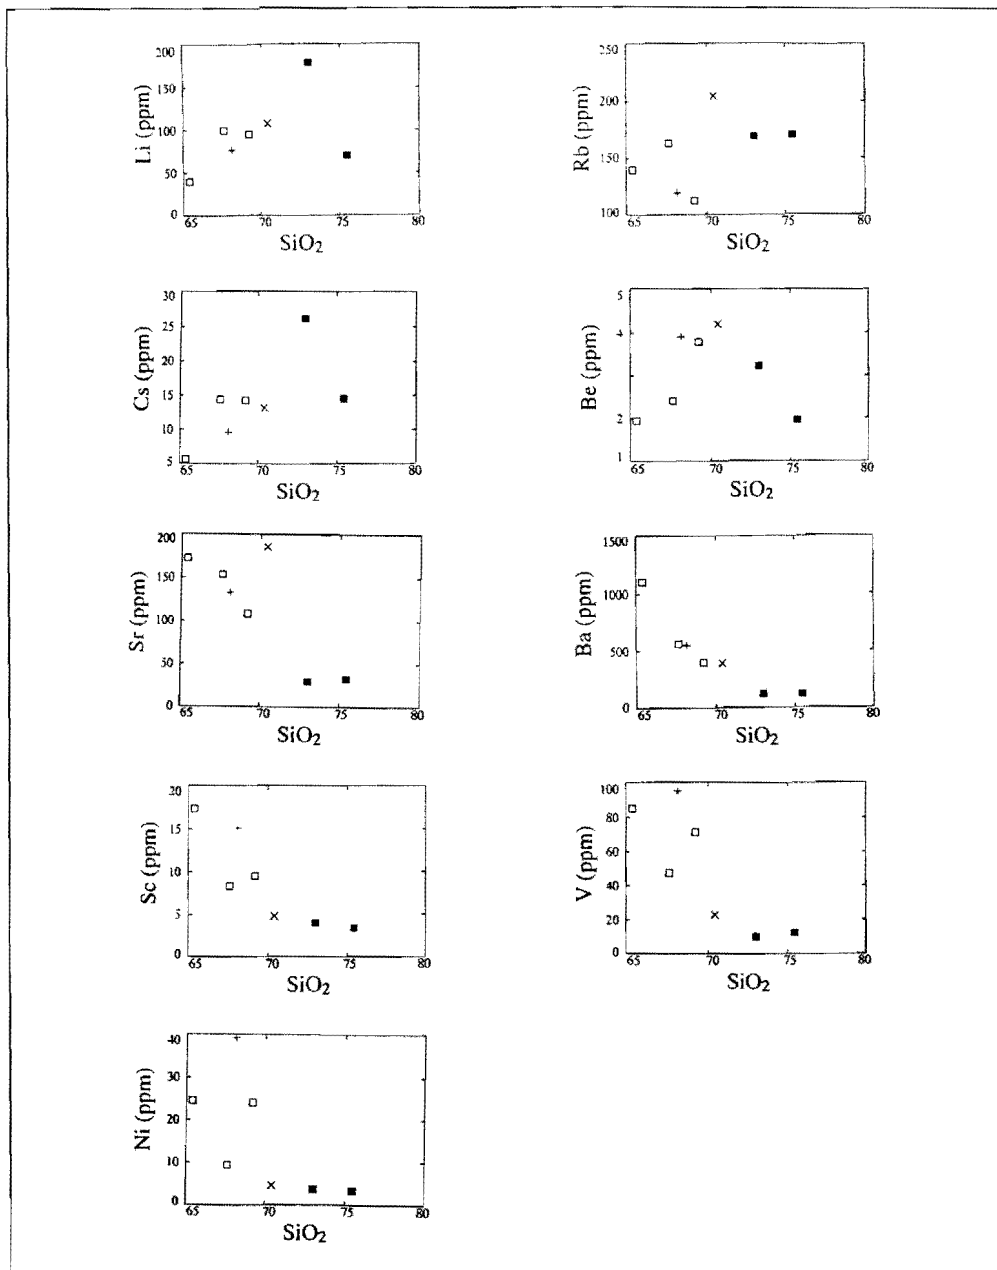 200
150
100
50
0
Li (ppm)
65 70 75 80
SiO2
250
200
150
100
Rb (ppm)
65 70 75 80
SiO2
30
25
20
15
10
5
Cs (ppm)
65 70 75 80
SiO2
5
4
2
1
Be (ppm)
65 70 75 80
SiO2
200
150
100
50
0
Sr (ppm)
65 70 75 80
SiO2
1500
1000
500
0
Ba (ppm)
65 70 75 80
SiO2
20
15
10
5
0
Sc (ppm)
65 70 75 80
SiO2
100
80
60
40
20
0
V (ppm)
65 70 75 80
SiO2
40
30
20
10
0
Ni (ppm)
65 70 75 80
SiO2